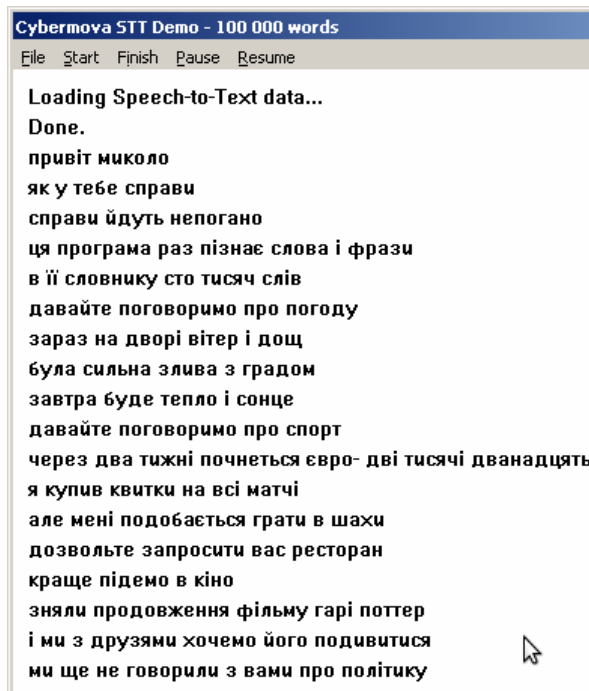 Cybermova STT Demo - 100 000 words
File Start Finish Pause Resume
Loading Speech-to-Text data...
Done.
привіт миколо
як у тебе справи
справи йдуть непогано
ця програма раз пізнає слова і фрази
в її словнику сто тисяч слів
давайте поговоримо про погоду
зараз на дворі вітер і дощ
була сильна злива з градом
завтра буде тепло і сонце
давайте поговоримо про спорт
через два тижні почнеться євро- дві тисячі дванадцять
я купив квитки на всі матчі
але мені подобається грати в шахи
дозвольте запросити вас ресторан
краще підемо в кіно
зняли продовження фільму гарі поттер
і ми з друзями хочемо його подивитися
ми ще не говорили з вами про політику